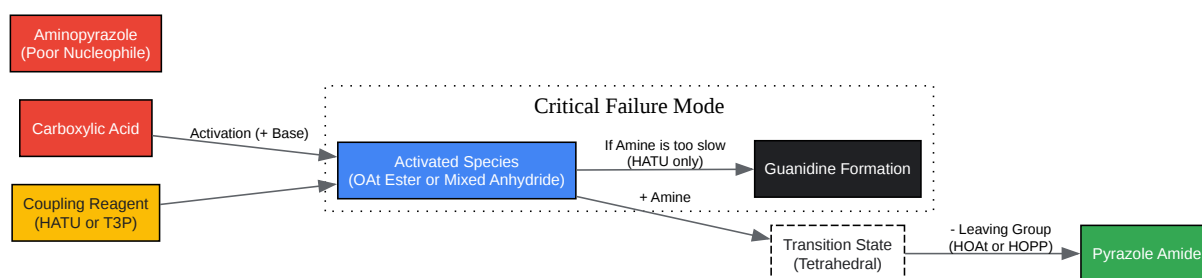 Aminopyrazole
(Poor Nucleophile)
Carboxylic Acid
Coupling Reagent
(HATU or T3P)
Activation (+ Base)
Critical Failure Mode
Activated Species
(OAt Ester or Mixed Anhydride)
If Amine is too slow
(HATU only)
Guanidine Formation
+ Amine
Transition State
(Tetrahedral)
- Leaving Group
(HOAt or HOPP)
Pyrazole Amide